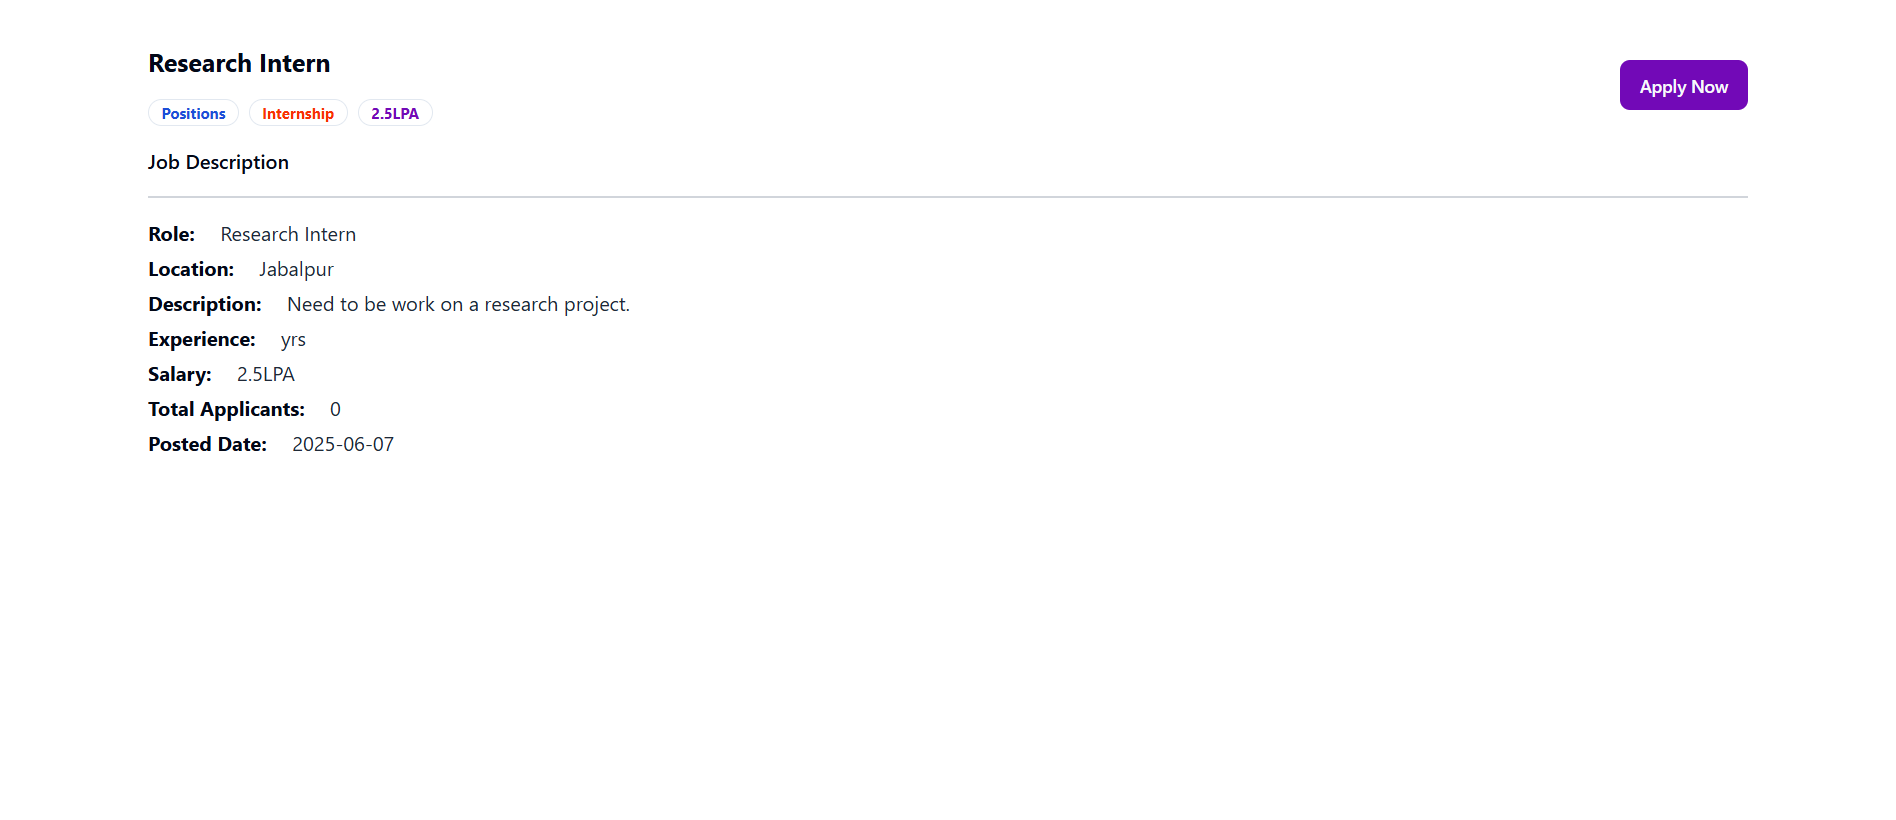 Research Intern
Apply Now
Positions Internship 2.5LPA
Job Description
Role: Research Intern
Location: Jabalpur
Description: Need to be work on a research project.
Experience: yrs
Salary: 2.5LPA
Total Applicants: 0
Posted Date: 2025-06-07